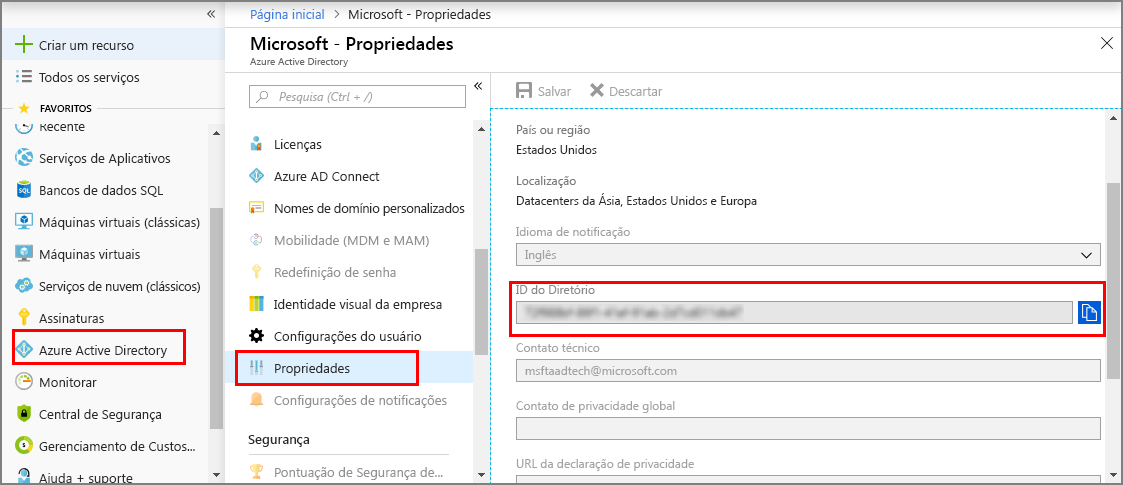 «
Criar um recurso
Todos os serviços
FAVORITOS
Recente
Serviços de Aplicativos
Bancos de dados SQL
Máquinas virtuais (clássicas)
Máquinas virtuais
Serviços de nuvem (clássicos)
Assinaturas
Azure Active Directory
Monitorar
Central de Segurança
Gerenciamento de Custos...
Ajuda + suporte
Página inicial > Microsoft - Propriedades
Microsoft - Propriedades
Azure Active Directory
Pesquisa (Ctrl + /)
«
Licenças
Azure AD Connect
Nomes de domínio personalizados
Mobilidade (MDM e MAM)
Redefinição de senha
Identidade visual da empresa
Configurações do usuário
Propriedades
Configurações de notificações
Segurança
Pontuação de Segurança de...
Salvar
Descartar
País ou região
Estados Unidos
Localização
Datacenters da Ásia, Estados Unidos e Europa
Idioma de notificação
Inglês
ID do Diretório
Contato técnico
msftaadtech@microsoft.com
Contato de privacidade global
URL da declaração de privacidade